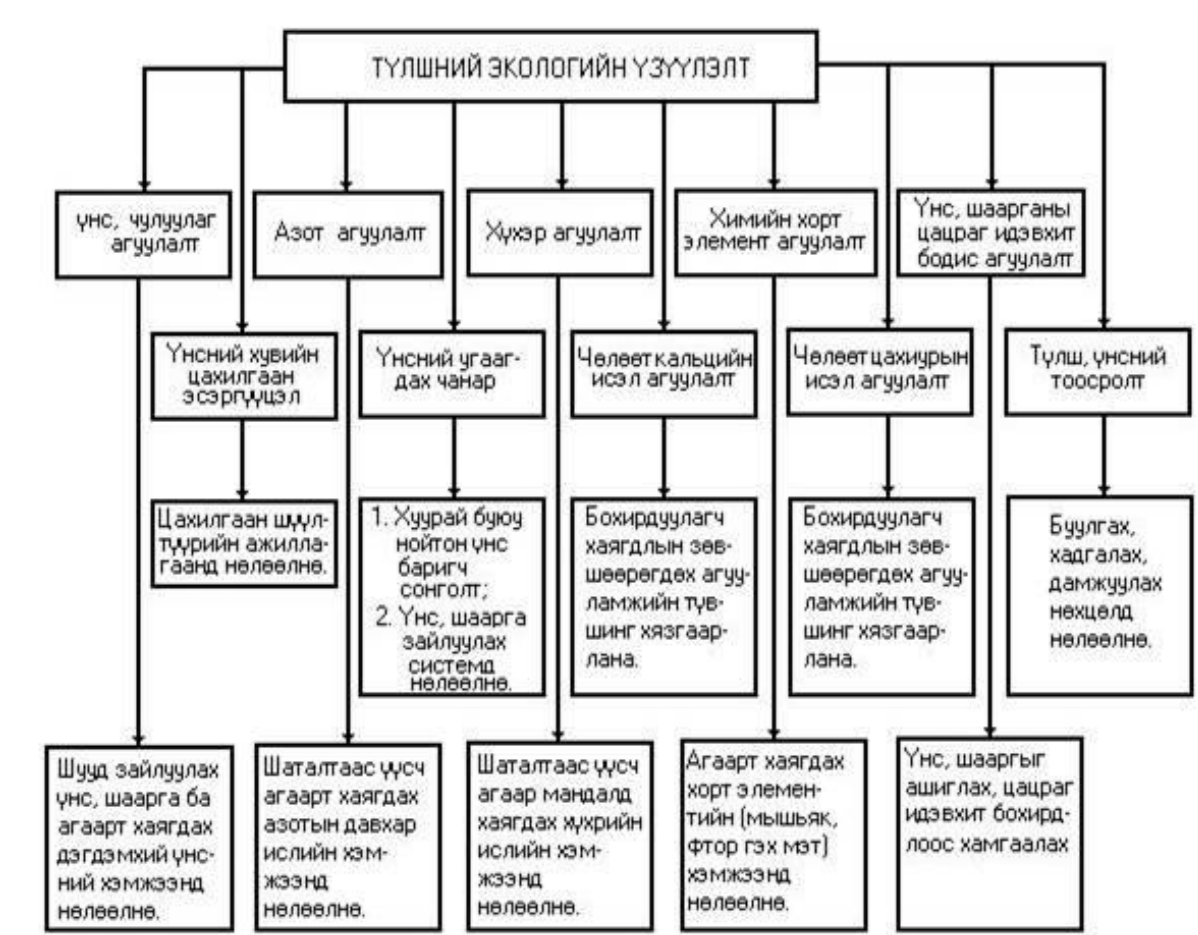 ТҮЛШНИЙ ЭКОЛОГИЙН ҮЗҮҮЛЭЛТ
үнс, чулуулаг
агуулалт
Азот агуулалт
Хүхэр агуулалт
Химийн хорт
элемент агуулалт
Үнс, шаарганы
цацраг идэвхит
бодис агуулалт
Үнсний хувийн
цахилгаан
эсэргүүцэл
Үнсний угааг-
дах чанар
Чөлөөт кальцийн
исэл агуулалт
Чөлөөт цахиурын
исэл агуулалт
Түлш, үнсний
тоосролт
Цахилгаан шүүл-
түүрийн ажилла-
гаанд нөлөөлнө.
1. Хуурай буюу
нойтон үнс
баригч
сонголт;
2. Үнс, шаарга
зайлуулах
системд
нөлөөлнө.
Бохирдуулагч
хаягдлын зөв-
шөөрөгдөх агуу-
ламжийн түв-
шинг хязгаар-
лана.
Бохирдуулагч
хаягдлын зөв-
шөөрөгдөх агуу-
ламжийн түв-
шинг хязгаар-
лана.
Буулгах,
хадгалах,
дамжуулах
нөхцөлд
нөлөөлнө.
Шууд зайлуулах
үнс, шаарга ба
агаарт хаягдах
дэгдэмхий үнс-
ний хэмжээнд
нөлөөлнө.
Шаталтаас үүсч
агаарт хаягдах
азотын давхар
ислийн хэм-
жээнд
нөлөөлнө.
Шаталтаас үүсч
агаар мандалд
хаягдах хүхрийн
ислийн хэм-
жээнд
нөлөөлнө.
Агаарт хаягдах
хорт элемен-
тийн (мышьяк,
фтор гэх мэт)
хэмжээнд
нөлөөлнө.
Үнс, шааргыг
ашиглах, цацраг
идэвхит бохирд-
лоос хамгаалах